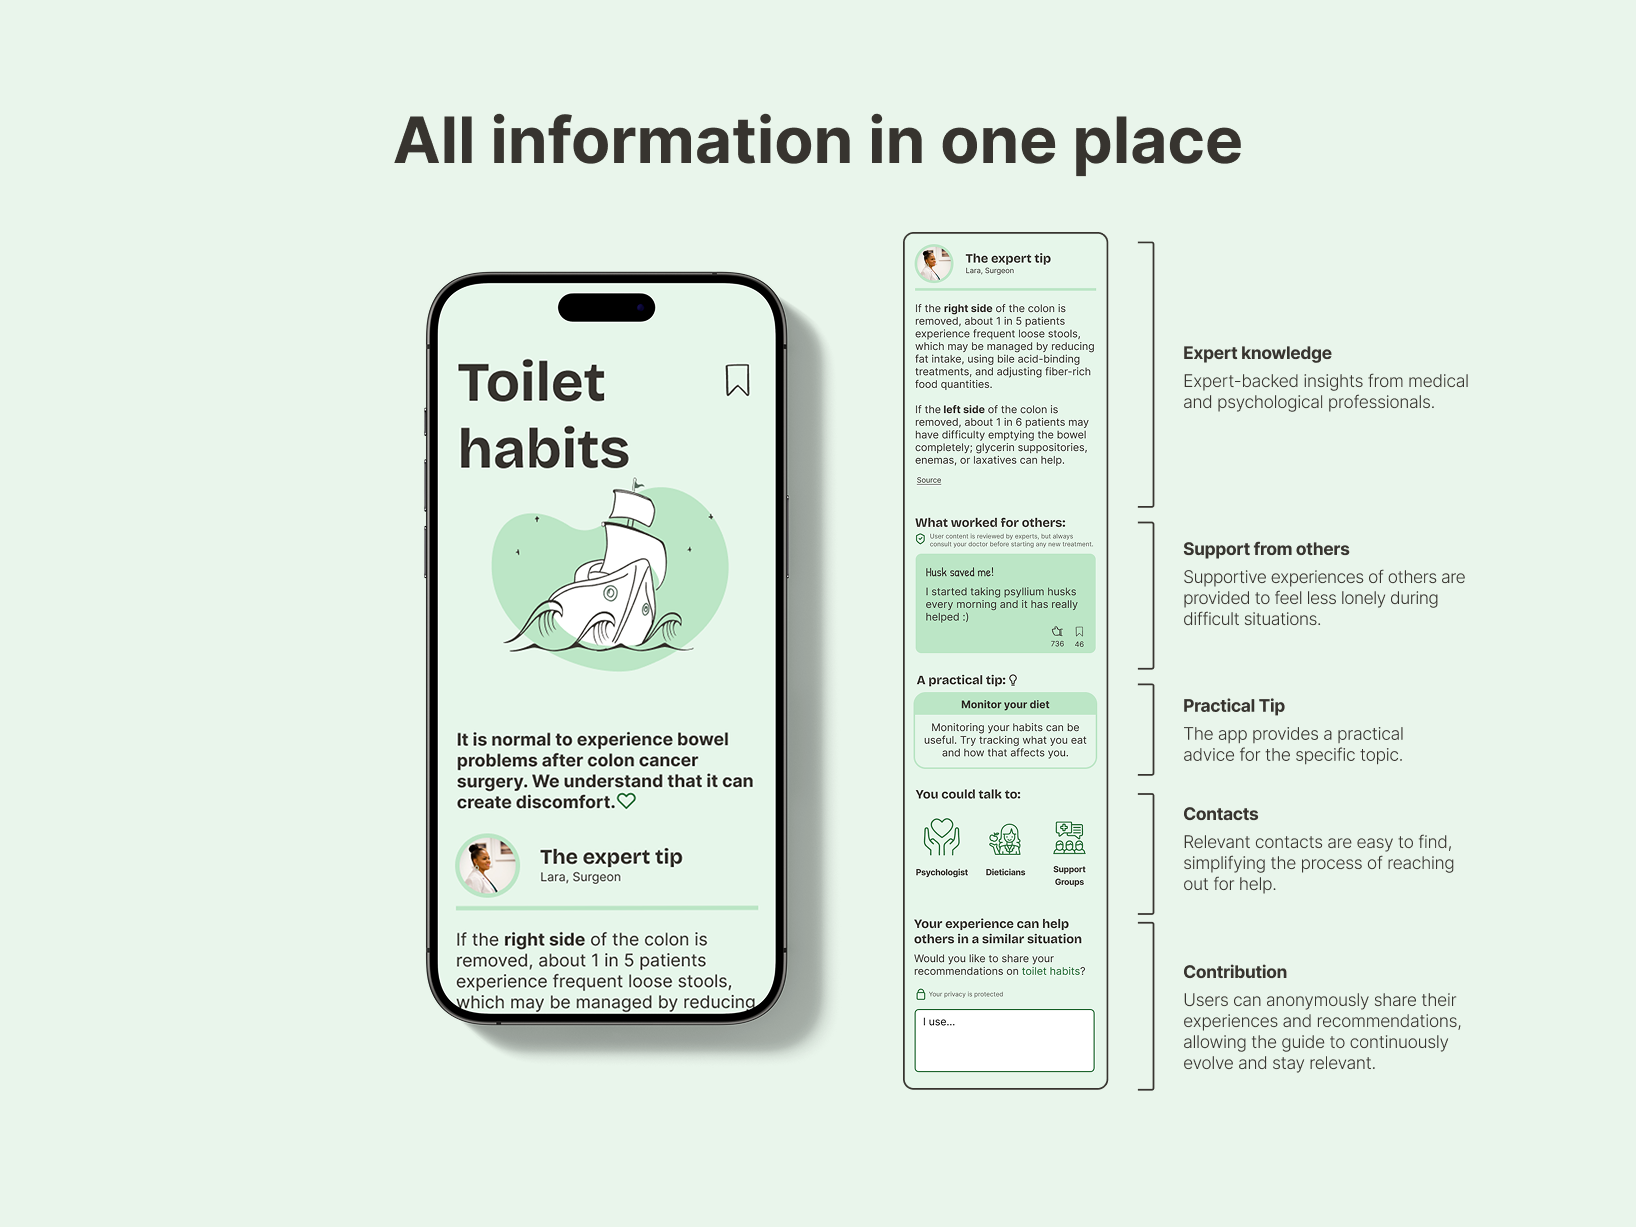 All information in one place
Toilet
habits
It is normal to experience bowel
problems after colon cancer
surgery. We understand that it can
create discomfort.
The expert tip
Lara, Surgeon
If the right side of the colon is
removed, about 1 in 5 patients
experience frequent loose stools,
which may be managed by reducing
The expert tip
Lara, Surgeon
If the right side of the colon is
removed, about 1 in 5 patients
experience frequent loose stools,
which may be managed by reducing
fat intake, using bile acid-binding
treatments, and adjusting fiber-rich
food quantities.
If the left side of the colon is
removed, about 1 in 6 patients may
have difficulty emptying the bowel
completely; glycerin suppositories,
enemas, or laxatives can help.
Source
What worked for others:
User content is reviewed by experts, but always
consult your doctor before starting any new treatment.
Husk saved me!
I started taking psyllium husks
every morning and it has really
helped :)
736 46
A practical tip:
Monitor your diet
Monitoring your habits can be
useful. Try tracking what you eat
and how that affects you.
You could talk to:
Psychologist
Dieticians
Support
Groups
Your experience can help
others in a similar situation
Would you like to share your
recommendations on toilet habits?
Your privacy is protected
I use...
Expert knowledge
Expert-backed insights from medical
and psychological professionals.
Support from others
Supportive experiences of others are
provided to feel less lonely during
difficult situations.
Practical Tip
The app provides a practical
advice for the specific topic.
Contacts
Relevant contacts are easy to find,
simplifying the process of reaching
out for help.
Contribution
Users can anonymously share their
experiences and recommendations,
allowing the guide to continuously
evolve and stay relevant.